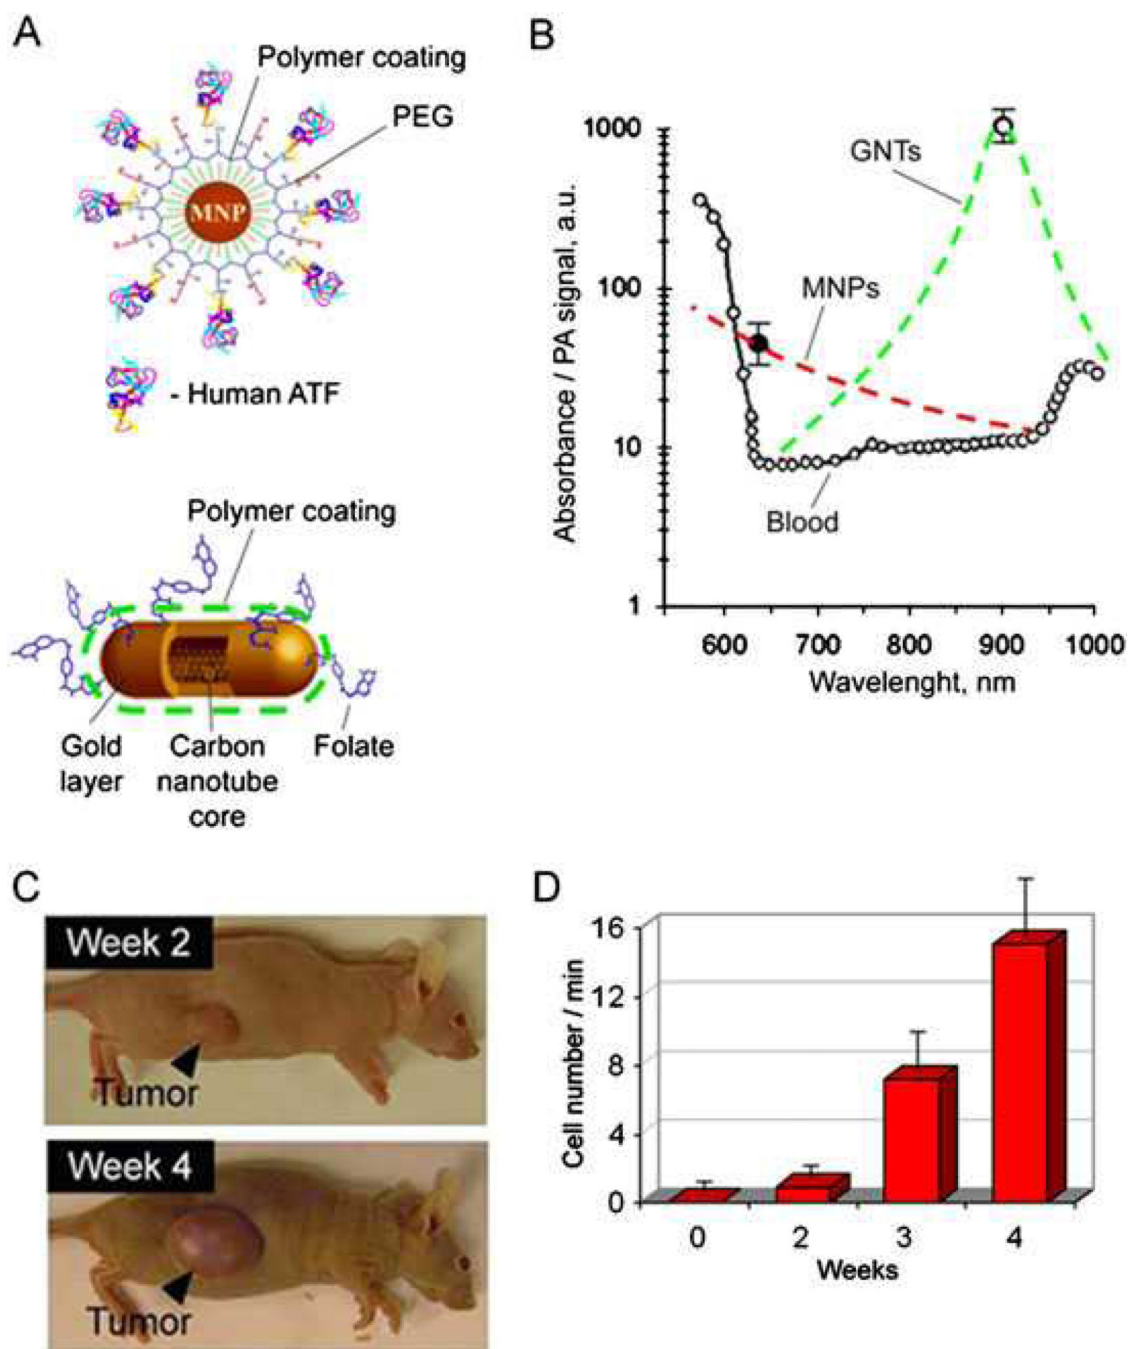 A
Polymer coating
PEG
MNP
- Human ATF
Polymer coating
Gold
layer
Carbon
nanotube
core
Folate
B
Absorbance / PA signal, a.u.
1000
100
10
1
GNTs
MNPs
Blood
600 700 800 900 1000
Wavelenght, nm
C
Week 2
Tumor
Week 4
Tumor
D
Cell number / min
16
12
8
4
0
0 2 3 4
Weeks